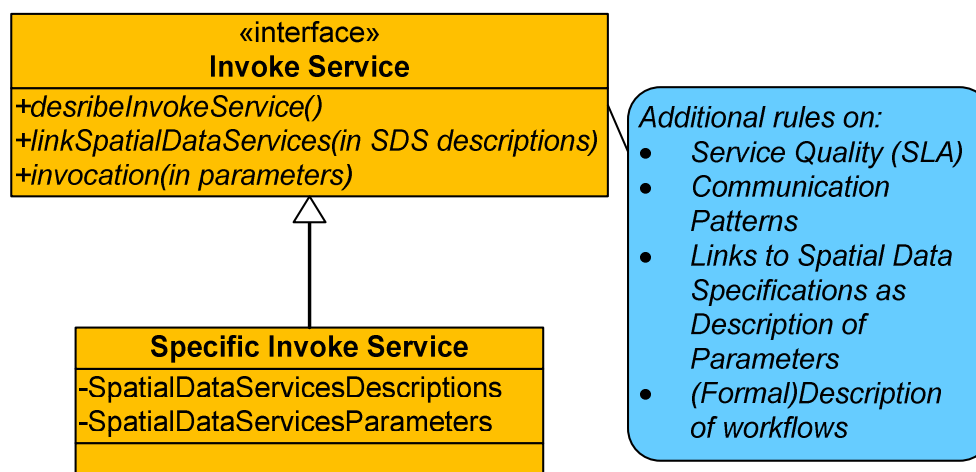 «interface»
Invoke Service
+desribeInvokeService()
+linkSpatialDataServices(in SDS descriptions)
+invocation(in parameters)
Additional rules on:
• Service Quality (SLA)
• Communication
Patterns
• Links to Spatial Data
Specifications as
Description of
Parameters
• (Formal)Description
of workflows
Specific Invoke Service
-SpatialDataServicesDescriptions
-SpatialDataServicesParameters